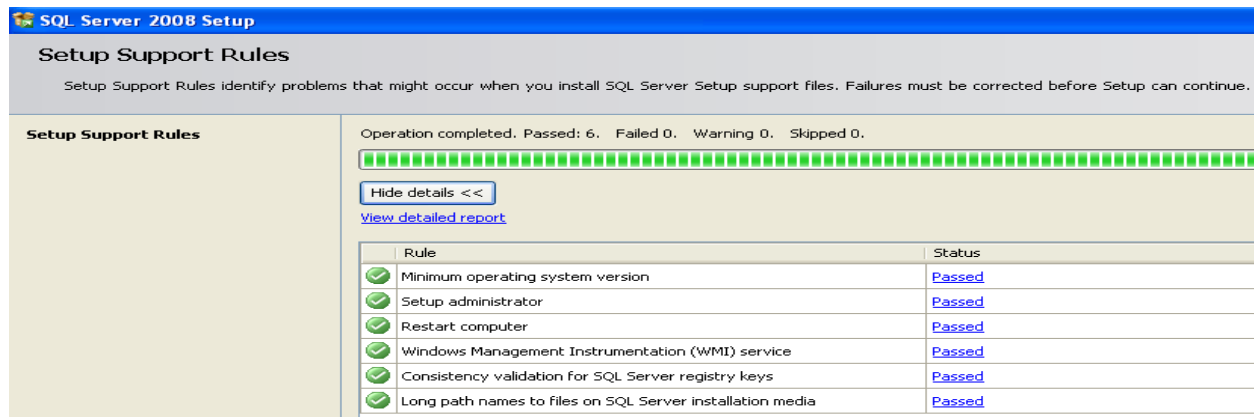 SQL Server 2008 Setup
Setup Support Rules
Setup Support Rules identify problems that might occur when you install SQL Server Setup support files. Failures must be corrected before Setup can continue.
Setup Support Rules
Operation completed. Passed: 6. Failed 0. Warning 0. Skipped 0.
Hide details <<
View detailed report
Rule Status
Minimum operating system version Passed
Setup administrator Passed
Restart computer Passed
Windows Management Instrumentation (WMI) service Passed
Consistency validation for SQL Server registry keys Passed
Long path names to files on SQL Server installation media Passed